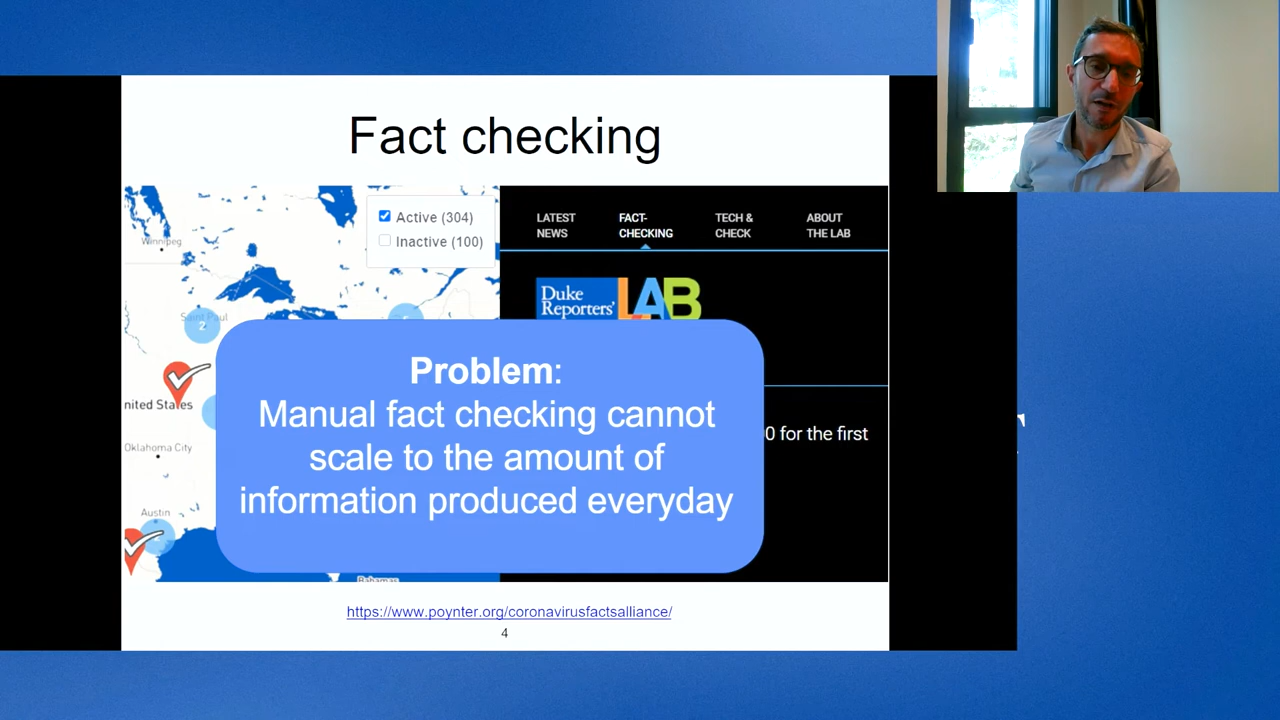 Fact checking
Winnipeg
Active (304)
Inactive (100)
LATEST NEWS
FACT-CHECKING
TECH & CHECK
ABOUT THE LAB
Duke
Reporters' LAB
Saint Paul
2
nited States
Oklahoma City
Austin
Bahamas
Problem:
Manual fact checking cannot
scale to the amount of
information produced everyday
0 for the first
https://www.poynter.org/coronavirusfactsalliance/
4